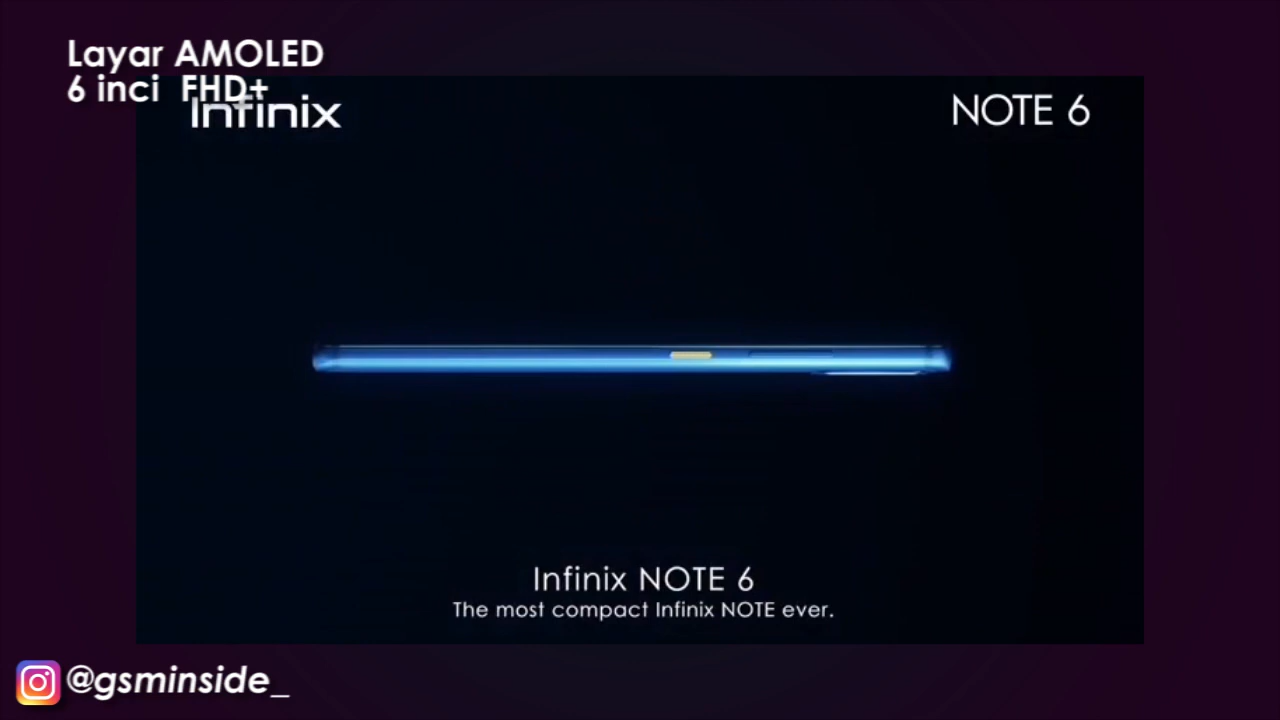 Layar AMOLED
6 inci FHD+
Infinix
NOTE 6
Infinix NOTE 6
The most compact Infinix NOTE ever.
@gsminside_